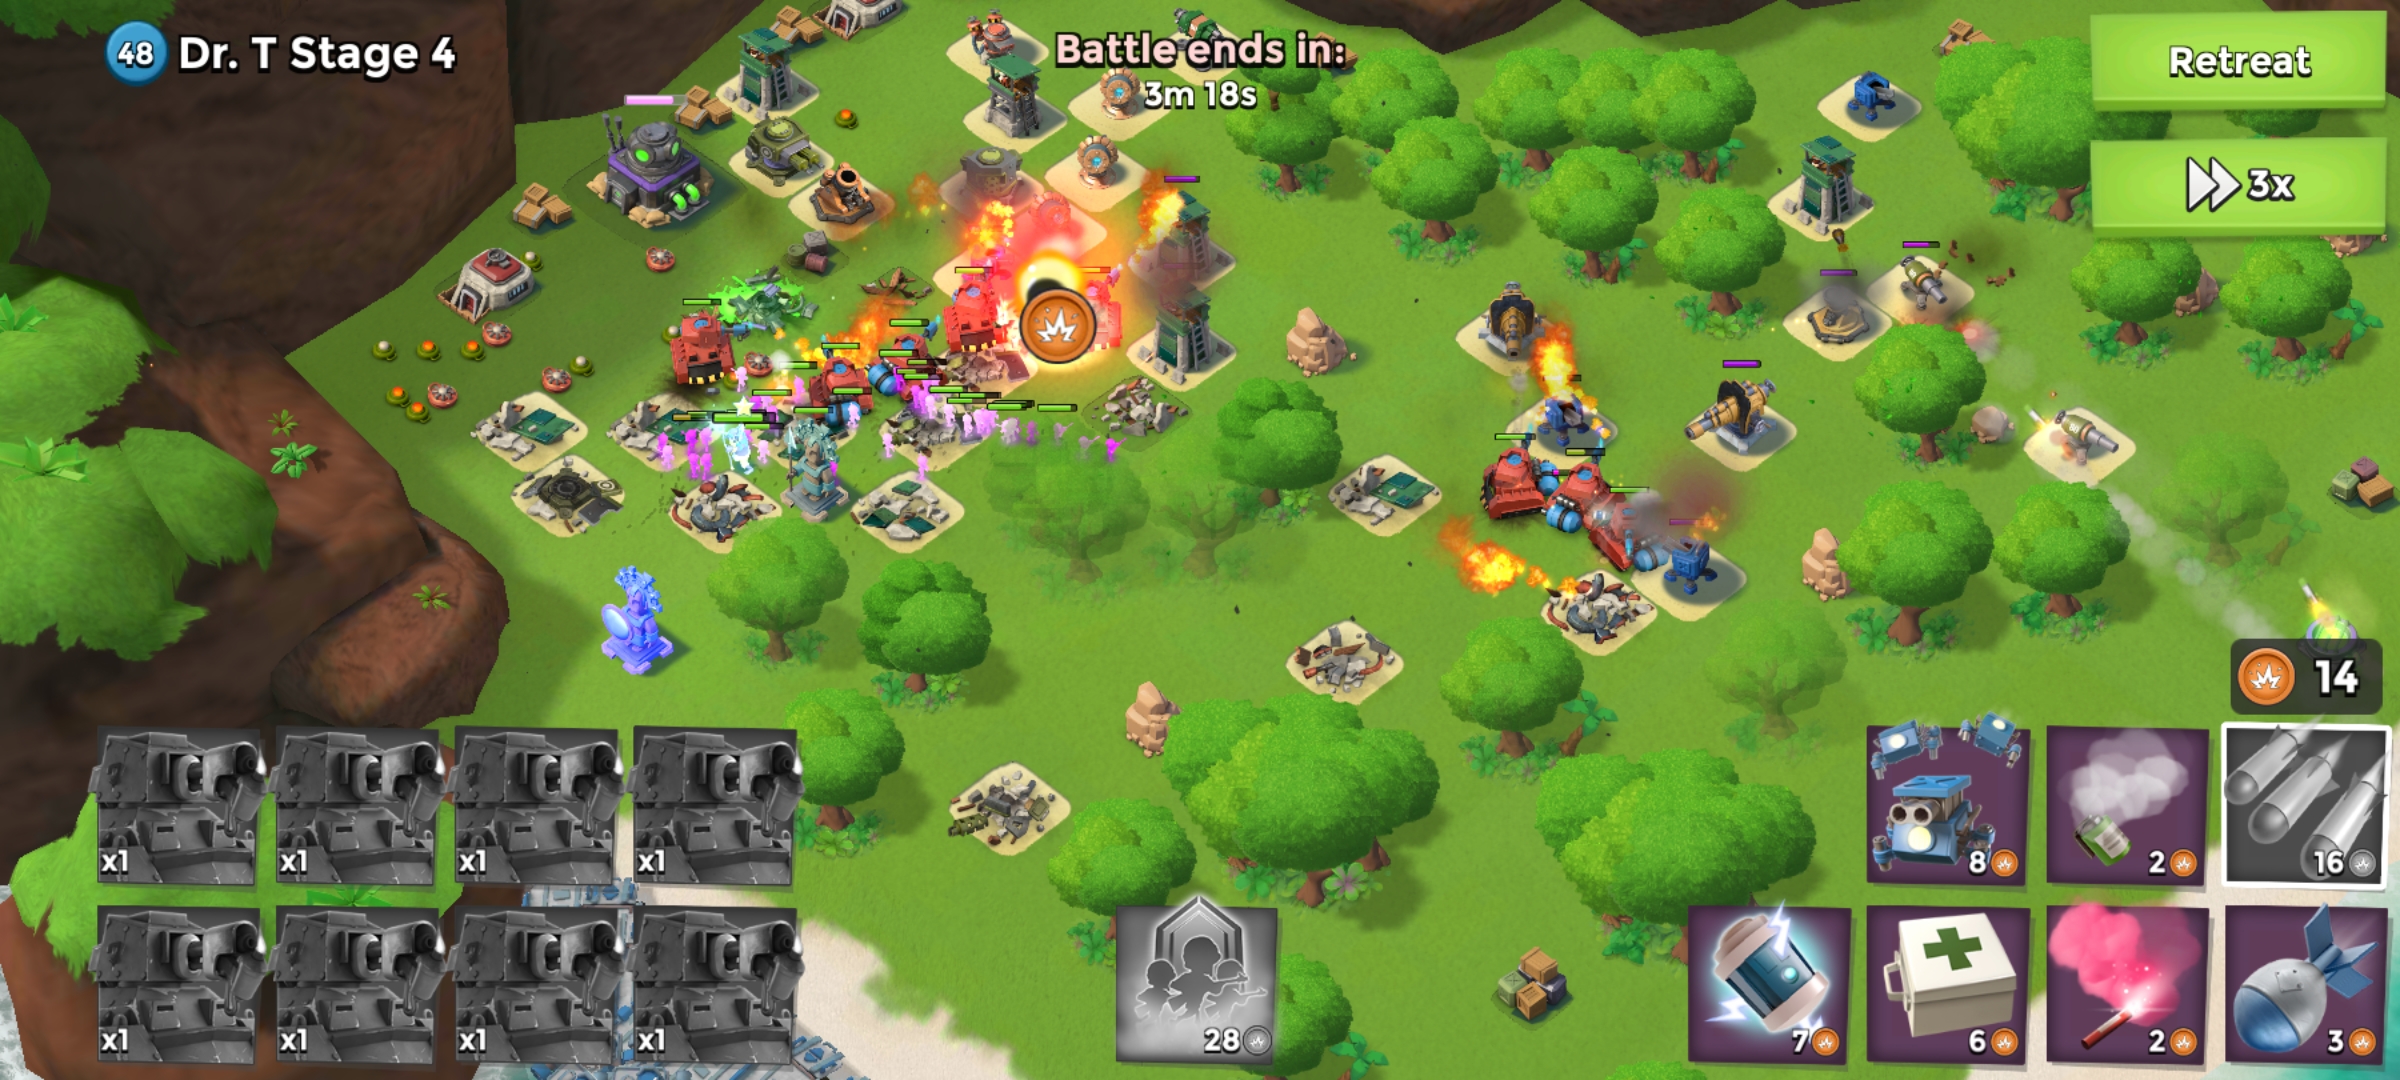 48 Dr. T Stage 4
Battle ends in:
3m 18s
Retreat
3x
14
x1
x1
x1
x1
8
2
16
x1
x1
x1
x1
28
7
6
2
3